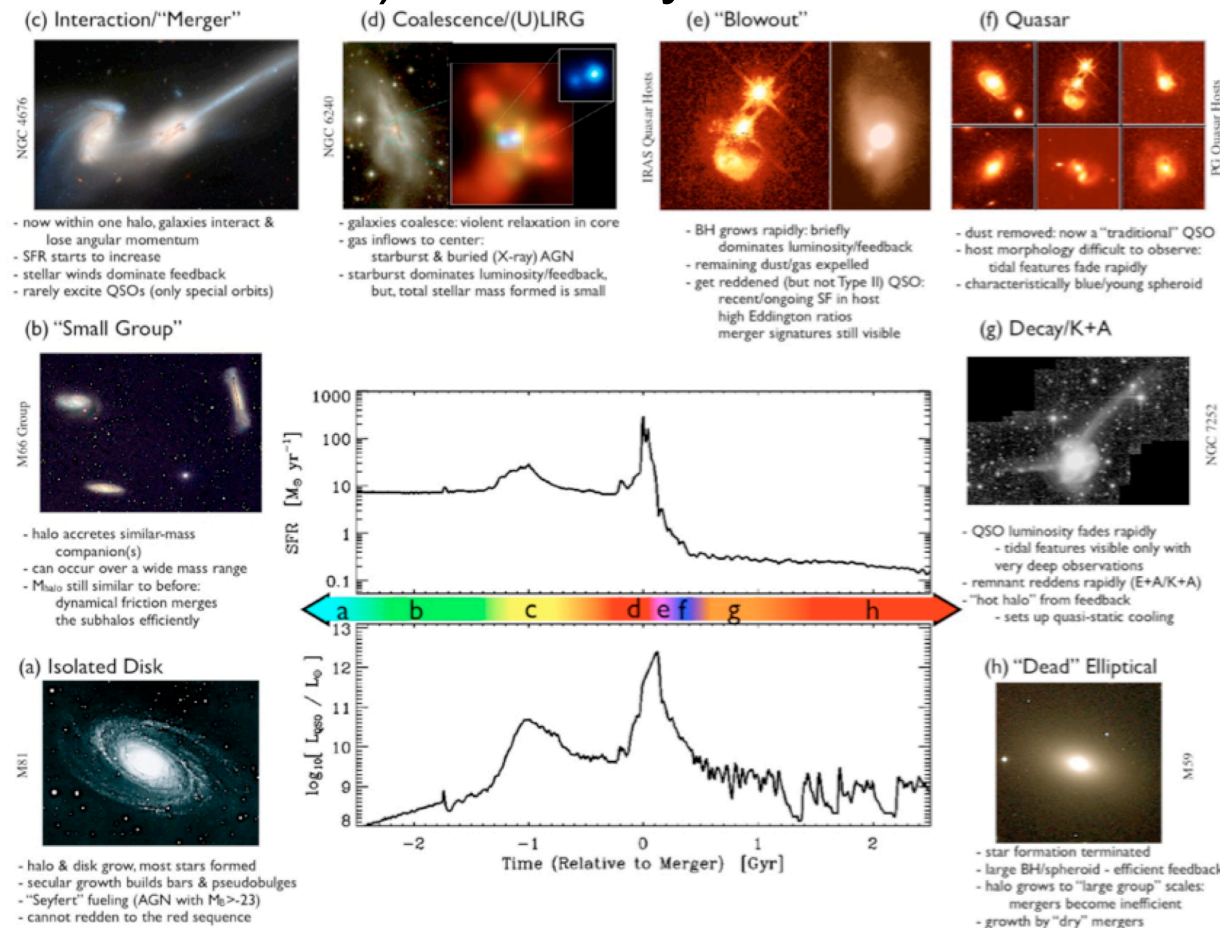 (c) Interaction/“Merger”
NGC 4676
- now within one halo, galaxies interact &
lose angular momentum
- SFR starts to increase
- stellar winds dominate feedback
- rarely excite QSOs (only special orbits)
(d) Coalescence/(U)LIRG
NGC 6240
- galaxies coalesce: violent relaxation in core
- gas inflows to center:
starburst & buried (X-ray) AGN
- starburst dominates luminosity/feedback,
but, total stellar mass formed is small
(e) “Blowout”
IRAS Quasar Hosts
- BH grows rapidly: briefly
dominates luminosity/feedback
- remaining dust/gas expelled
- get reddened (but not Type II) QSO:
recent/ongoing SF in host
high Eddington ratios
merger signatures still visible
(f) Quasar
PG Quasar Hosts
- dust removed: now a “traditional” QSO
- host morphology difficult to observe:
tidal features fade rapidly
- characteristically blue/young spheroid
(b) “Small Group”
M66 Group
- halo accretes similar-mass
companion(s)
- can occur over a wide mass range
- Mhalo still similar to before:
dynamical friction merges
the subhalos efficiently
(a) Isolated Disk
M81
- halo & disk grow, most stars formed
- secular growth builds bars & pseudobulges
- “Seyfert” fueling (AGN with MB>-23)
- cannot redden to the red sequence
SFR [M⊙ yr⁻¹]
1000
100
10
1
0.1
a b c d e f g h
log10[ LQSO / L⊙ ]
13
12
11
10
9
8
-2 -1 0 1 2
Time (Relative to Merger) [Gyr]
(g) Decay/K+A
NGC 7252
- QSO luminosity fades rapidly
- tidal features visible only with
very deep observations
- remnant reddens rapidly (E+A/K+A)
- “hot halo” from feedback
- sets up quasi-static cooling
(h) “Dead” Elliptical
M59
- star formation terminated
- large BH/spheroid - efficient feedback
- halo grows to “large group” scales:
mergers become inefficient
- growth by “dry” mergers